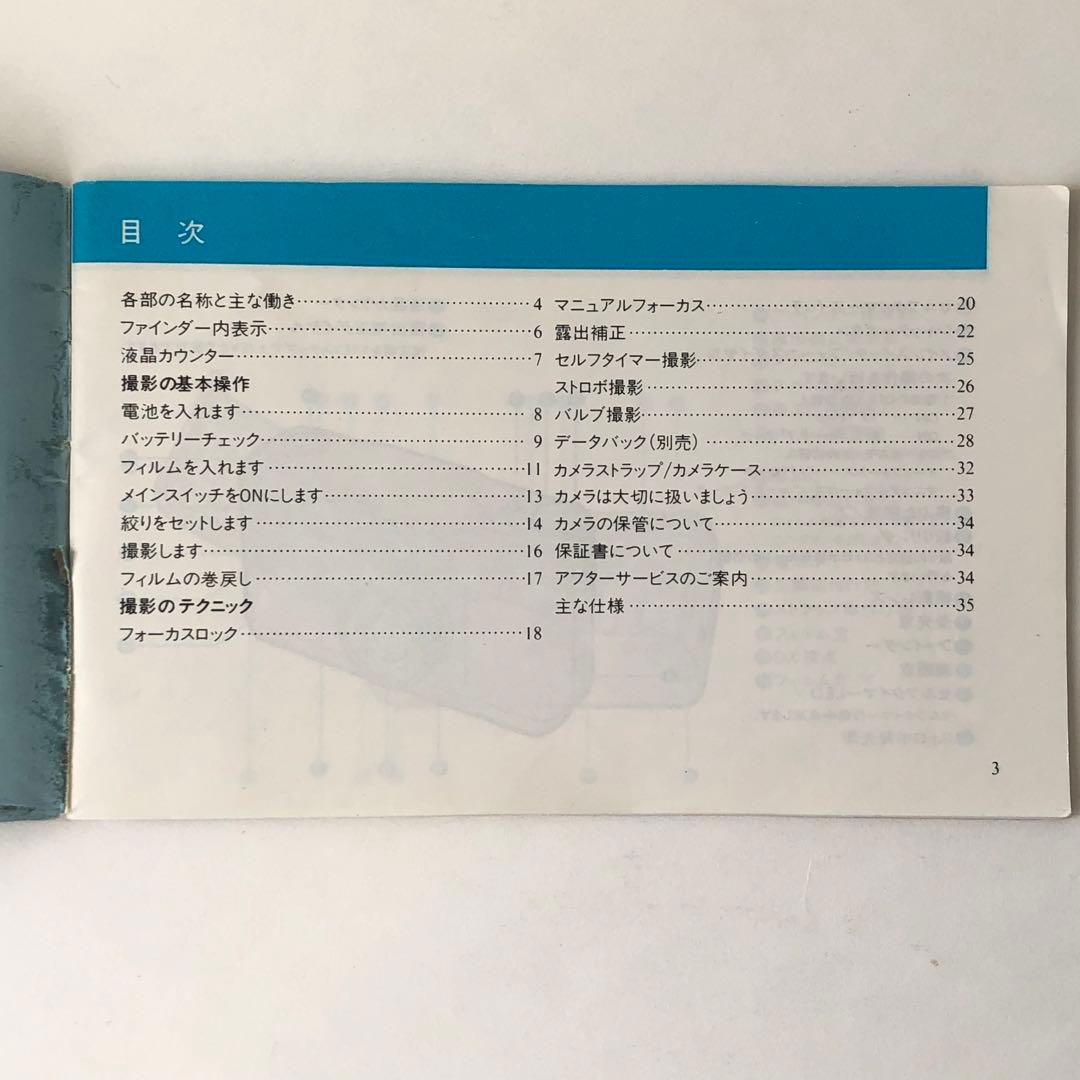 目 次
各部の名称と主な働き……………………………4
ファインダー内表示………………………………6
液晶カウンター……………………………………7
撮影の基本操作
電池を入れます……………………………………8
バッテリーチェック………………………………9
フィルムを入れます………………………………11
メインスイッチをONにします……………………13
絞りをセットします………………………………14
撮影します…………………………………………16
フィルムの巻戻し…………………………………17
撮影のテクニック
フォーカスロック…………………………………18
マニュアルフォーカス……………………………20
露出補正……………………………………………22
セルフタイマー撮影………………………………25
ストロボ撮影………………………………………26
バルブ撮影…………………………………………27
データバック(別売)………………………………28
カメラストラップ/カメラケース…………………32
カメラは大切に扱いましょう……………………33
カメラの保管について……………………………34
保証書について……………………………………34
アフターサービスのご案内………………………34
主な仕様……………………………………………35
3